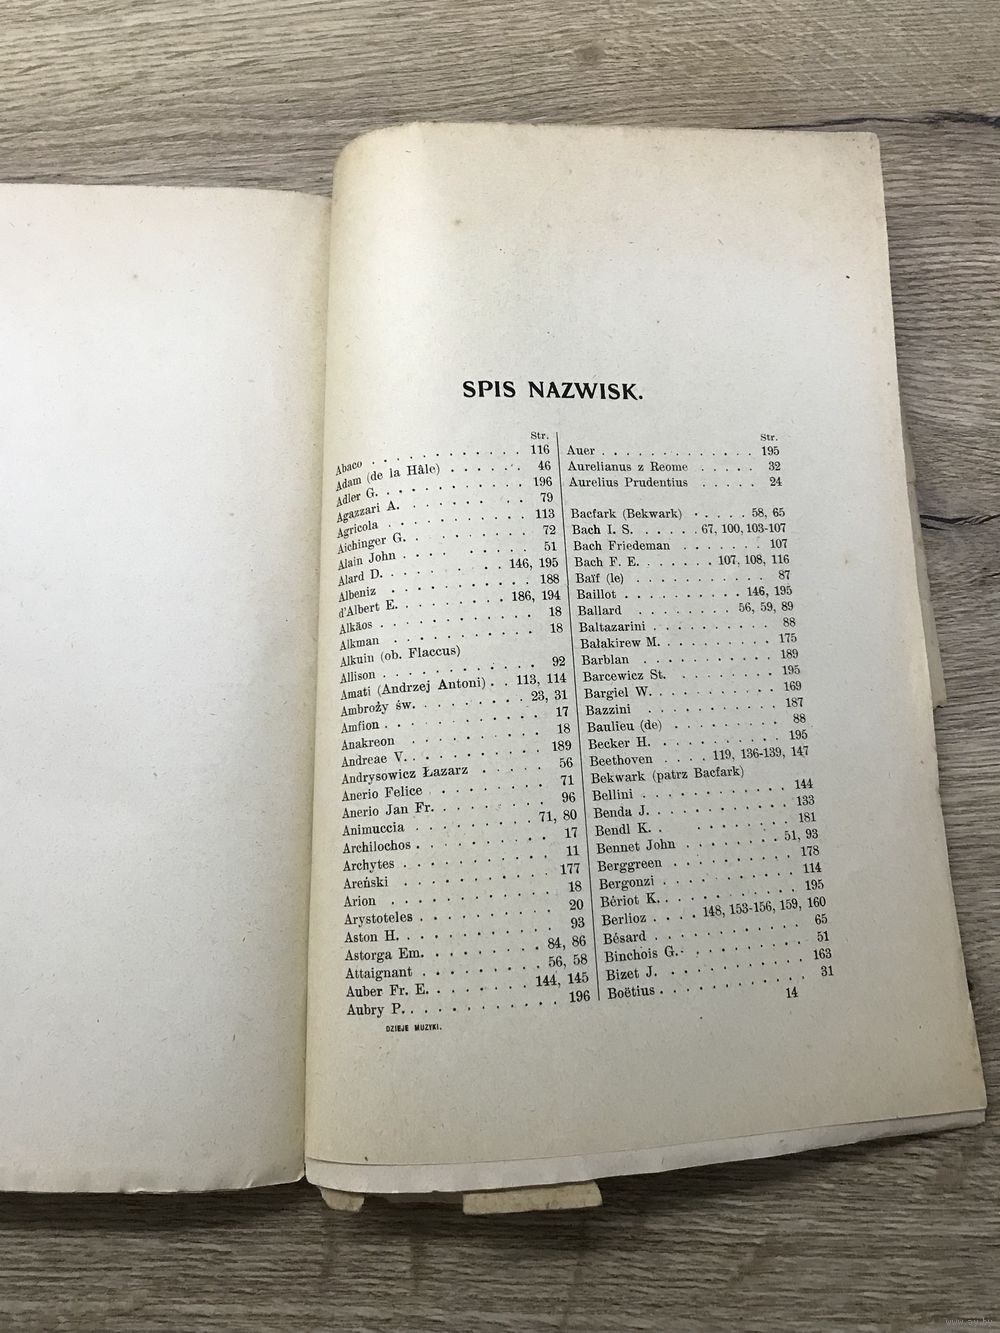 SPIS NAZWISK.
Str.
Abaco . . . . . . . . . . . 116
Adam (de la Hâle) . . . . . . 46
Adler G. . . . . . . . . . . 196
Agazzari A. . . . . . . . . . 79
Agricola . . . . . . . . . . 113
Aichinger G. . . . . . . . . . 72
Alain John . . . . . . . . . . 51
Alard D. . . . . . . . . 146, 195
Albeniz . . . . . . . . . . 188
d'Albert E. . . . . . . . 186, 194
Alkäos . . . . . . . . . . . 18
Alkman . . . . . . . . . . . 18
Alkuin (ob. Flaccus)
Allison . . . . . . . . . . . 92
Amati (Andrzej Antoni) . . 113, 114
Ambroży św. . . . . . . . 23, 31
Amfion . . . . . . . . . . . 17
Anakreon . . . . . . . . . . 18
Andreae V. . . . . . . . . . 189
Andrysowicz Łazarz . . . . . 56
Anerio Felice . . . . . . . . 71
Anerio Jan Fr. . . . . . . . . 96
Animuccia . . . . . . . . 71, 80
Archilochos . . . . . . . . . 17
Archytes . . . . . . . . . . 11
Areński . . . . . . . . . . 177
Arion . . . . . . . . . . . 18
Arystoteles . . . . . . . . . 20
Aston H. . . . . . . . . . . 93
Astorga Em. . . . . . . . 84, 86
Attaignant . . . . . . . . 56, 58
Auber Fr. E. . . . . . . 144, 145
Aubry P. . . . . . . . . . . 196
DZIEJE MUZYKI.
Str.
Auer . . . . . . . . . . . . 195
Aurelianus z Reome . . . . . 32
Aurelius Prudentius . . . . . 24
Bacfark (Bekwark) . . . . . 58, 65
Bach I. S. . . . . . 67, 100, 103-107
Bach Friedeman . . . . . . . 107
Bach F. E. . . . . . . 107, 108, 116
Baïf (le) . . . . . . . . . . 87
Baillot . . . . . . . . . 146, 195
Ballard . . . . . . . . 56, 59, 89
Baltazarini . . . . . . . . . 88
Bałakirew M. . . . . . . . . 175
Barblan . . . . . . . . . . 189
Barcewicz St. . . . . . . . . 195
Bargiel W. . . . . . . . . . 169
Bazzini . . . . . . . . . . 187
Baulieu (de) . . . . . . . . . 88
Becker H. . . . . . . . . . 195
Beethoven . . . . 119, 136-139, 147
Bekwark (patrz Bacfark)
Bellini . . . . . . . . . . 144
Benda J. . . . . . . . . . . 133
Bendl K. . . . . . . . . . . 181
Bennet John . . . . . . . 51, 93
Berggreen . . . . . . . . . 178
Bergonzi . . . . . . . . . . 114
Bériot K. . . . . . . . . . . 195
Berlioz . . . . 148, 153-156, 159, 160
Bésard . . . . . . . . . . . 65
Binchois G. . . . . . . . . . 51
Bizet J. . . . . . . . . . . 163
Boëtius . . . . . . . . . . . 31
14
www.ay.by